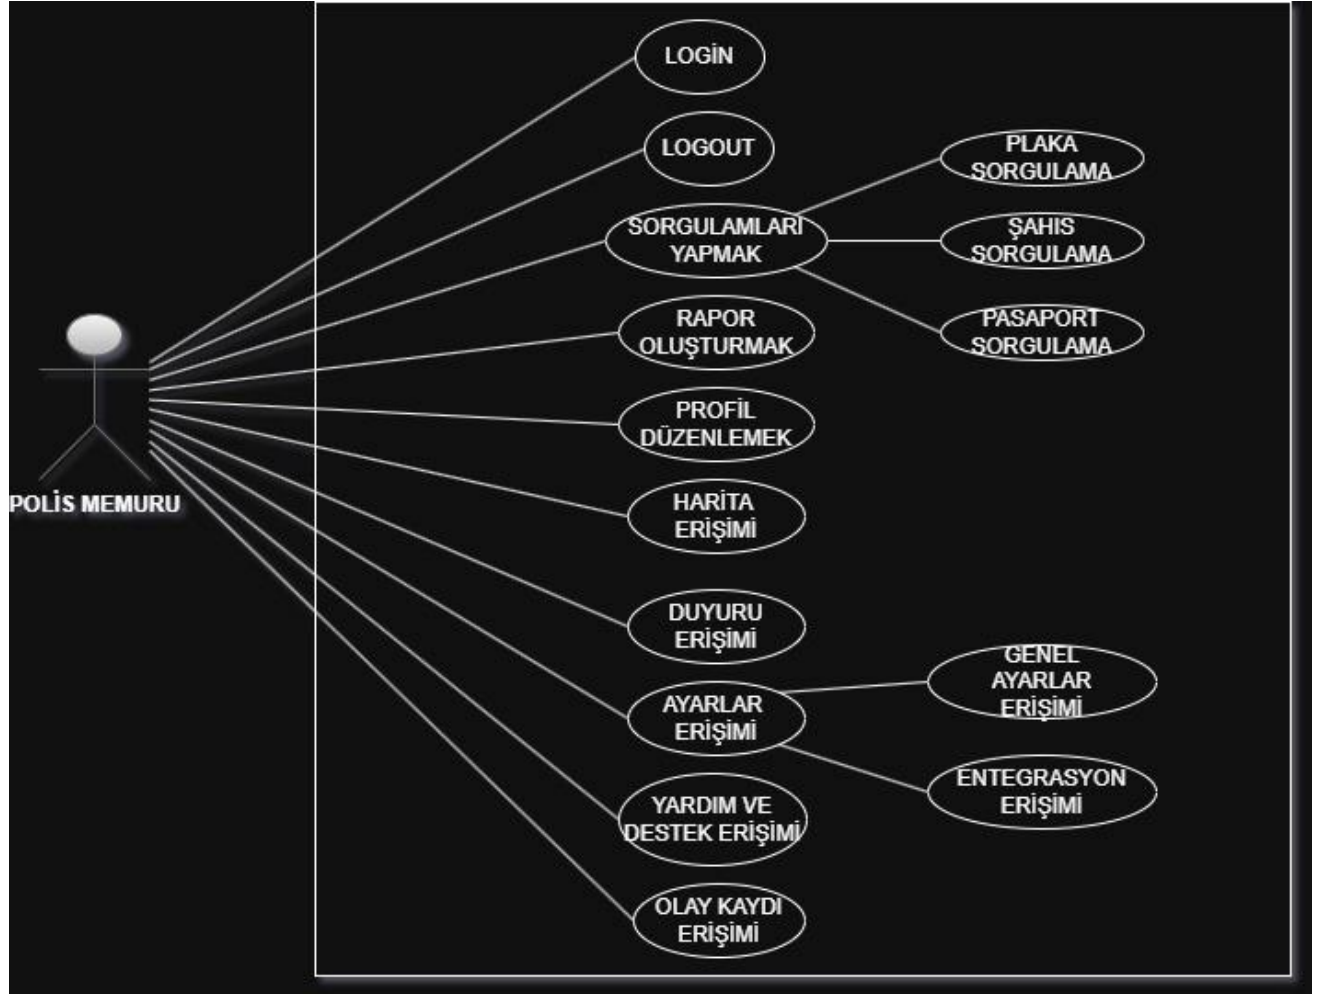 LOGİN
LOGOUT
SORGULAMLARI
YAPMAK
PLAKA
SORGULAMA
ŞAHIS
SORGULAMA
PASAPORT
SORGULAMA
RAPOR
OLUŞTURMAK
PROFİL
DÜZENLEMEK
HARİTA
ERİŞİMİ
POLİS MEMURU
DUYURU
ERİŞİMİ
AYARLAR
ERİŞİMİ
GENEL
AYARLAR
ERİŞİMİ
ENTEGRASYON
ERİŞİMİ
YARDIM VE
DESTEK ERİŞİMİ
OLAY KAYDI
ERİŞİMİ